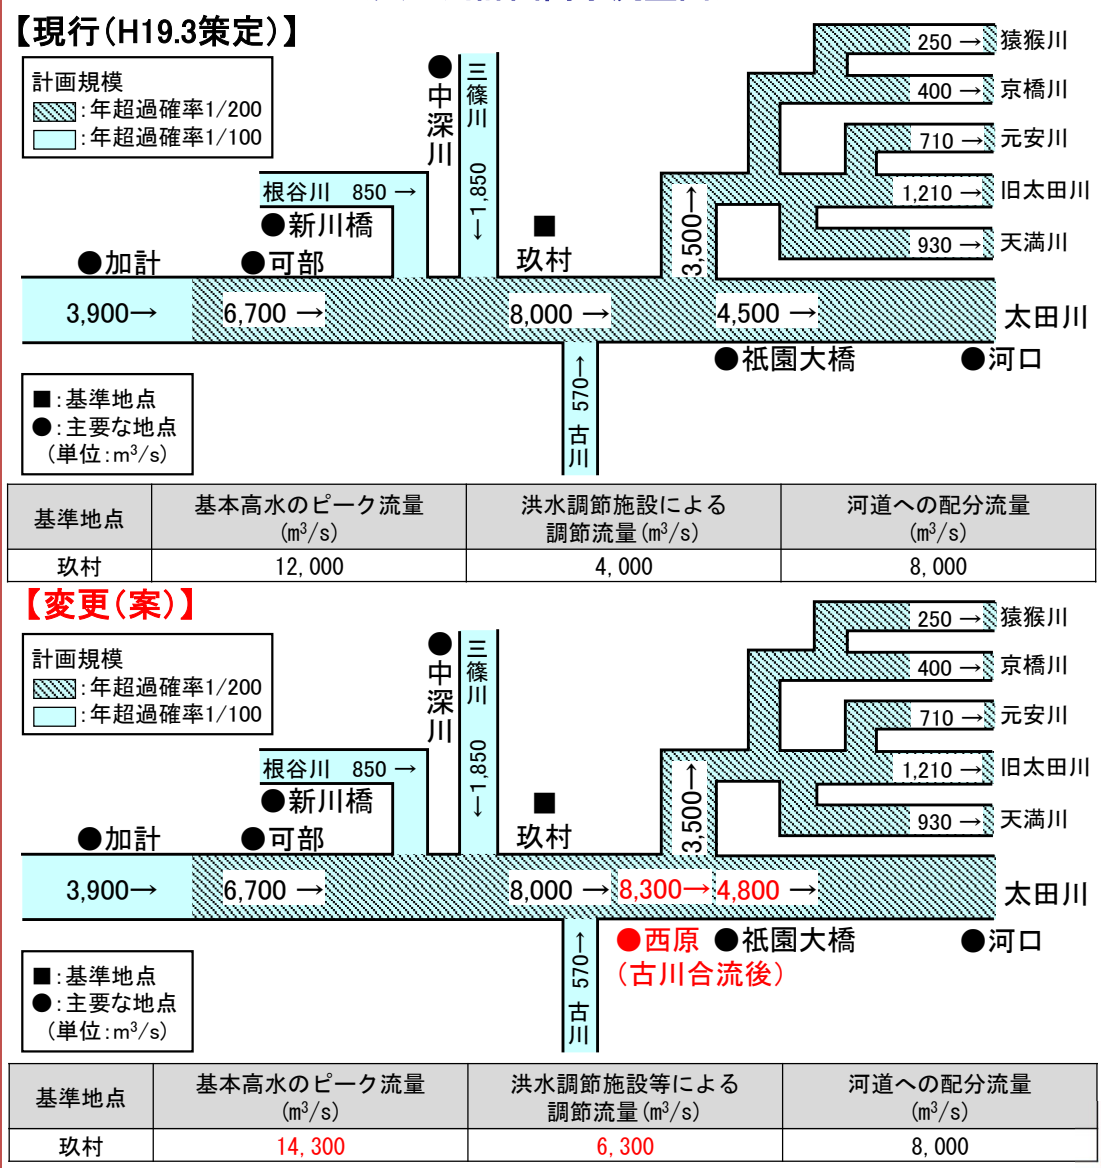 【現行(H19.3策定)】
計画規模
:年超過確率1/200
:年超過確率1/100
●中深川
三篠川
←1,850
根谷川 850→
●新川橋
●加計
●可部
■
玖村
250→
猿猴川
400→
京橋川
710→
元安川
1,210→
旧太田川
930→
天満川
3,500→
3,900→
6,700→
8,000→
4,500→
太田川
●祇園大橋
●河口
古川 570→
■:基準地点
●:主要な地点
(単位:m³/s)
基準地点
基本高水のピーク流量
(m³/s)
洪水調節施設による
調節流量(m³/s)
河道への配分流量
(m³/s)
玖村 12,000 4,000 8,000
【変更(案)】
計画規模
:年超過確率1/200
:年超過確率1/100
●中深川
三篠川
←1,850
根谷川 850→
●新川橋
●加計
●可部
■
玖村
250→
猿猴川
400→
京橋川
710→
元安川
1,210→
旧太田川
930→
天満川
3,500→
3,900→
6,700→
8,000→
8,300→
4,800→
太田川
●西原
(古川合流後)
●祇園大橋
●河口
古川 570→
■:基準地点
●:主要な地点
(単位:m³/s)
基準地点
基本高水のピーク流量
(m³/s)
洪水調節施設等による
調節流量(m³/s)
河道への配分流量
(m³/s)
玖村 14,300 6,300 8,000